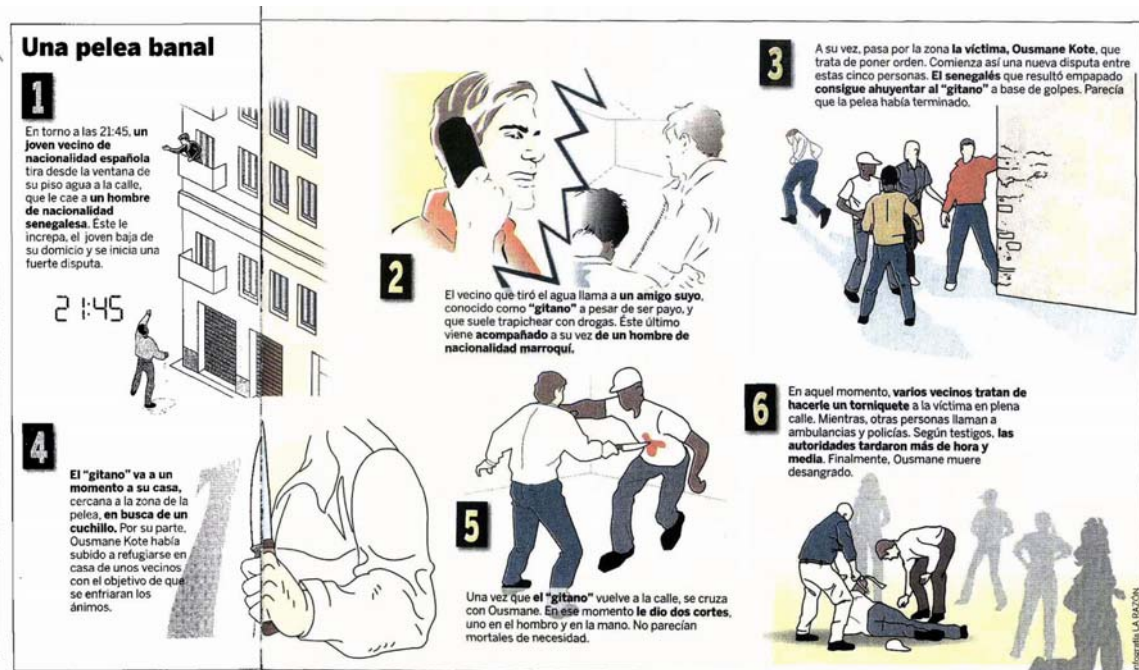 Una pelea banal
1
En torno a las 21:45, un
joven vecino de
nacionalidad española
tira desde la ventana de
su piso agua a la calle,
que le cae a un hombre
de nacionalidad
senegalesa. Éste le
increpa, el joven baja de
su domicio y se inicia una
fuerte disputa.
21:45
2
El vecino que tiró el agua llama a un amigo suyo,
conocido como "gitano" a pesar de ser payo, y
que suele trapichear con drogas. Éste último
viene acompañado a su vez de un hombre de
nacionalidad marroquí.
3
A su vez, pasa por la zona la víctima, Ousmane Kote, que
trata de poner orden. Comienza así una nueva disputa entre
estas cinco personas. El senegalés que resultó empapado
consigue ahuyentar al "gitano" a base de golpes. Parecía
que la pelea había terminado.
4
El "gitano" va a un
momento a su casa,
cercana a la zona de la
pelea, en busca de un
cuchillo. Por su parte,
Ousmane Kote había
subido a refugiarse en
casa de unos vecinos
con el objetivo de que
se enfriaran los
ánimos.
5
Una vez que el "gitano" vuelve a la calle, se cruza
con Ousmane. En ese momento le dio dos cortes,
uno en el hombro y en la mano. No parecían
mortales de necesidad.
6
En aquel momento, varios vecinos tratan de
hacerle un torniquete a la víctima en plena
calle. Mientras, otras personas llaman a
ambulancias y policías. Según testigos, las
autoridades tardaron más de hora y
media. Finalmente, Ousmane muere
desangrado.
LA RAZÓN